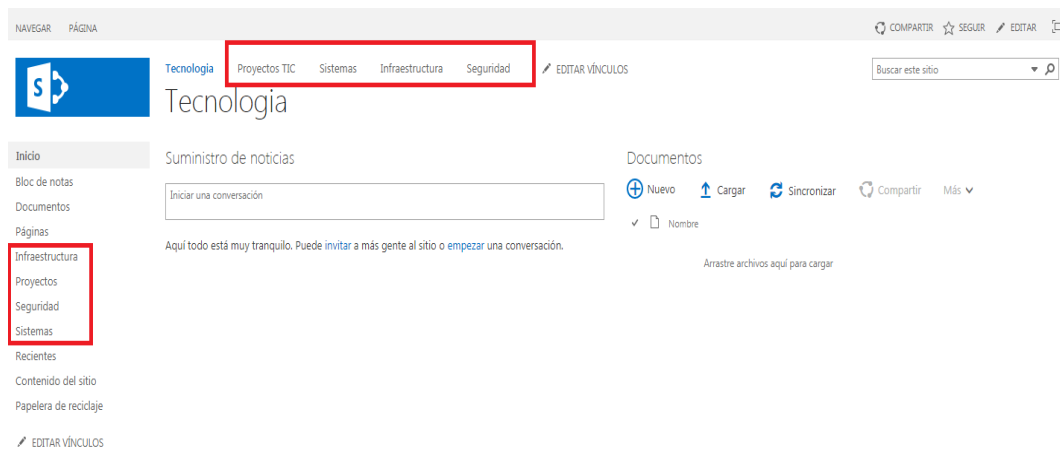 NAVEGAR PÁGINA
COMPARTIR SEGUIR EDITAR
S
Tecnologia Proyectos TIC Sistemas Infraestructura Seguridad EDITAR VÍNCULOS
Buscar este sitio
Tecnologia
Inicio
Bloc de notas
Documentos
Páginas
Infraestructura
Proyectos
Seguridad
Sistemas
Recientes
Contenido del sitio
Papelera de reciclaje
EDITAR VÍNCULOS
Suministro de noticias
Iniciar una conversación
Aquí todo está muy tranquilo. Puede invitar a más gente al sitio o empezar una conversación.
Documentos
Nuevo Cargar Sincronizar Compartir Más
Nombre
Arrastre archivos aquí para cargar